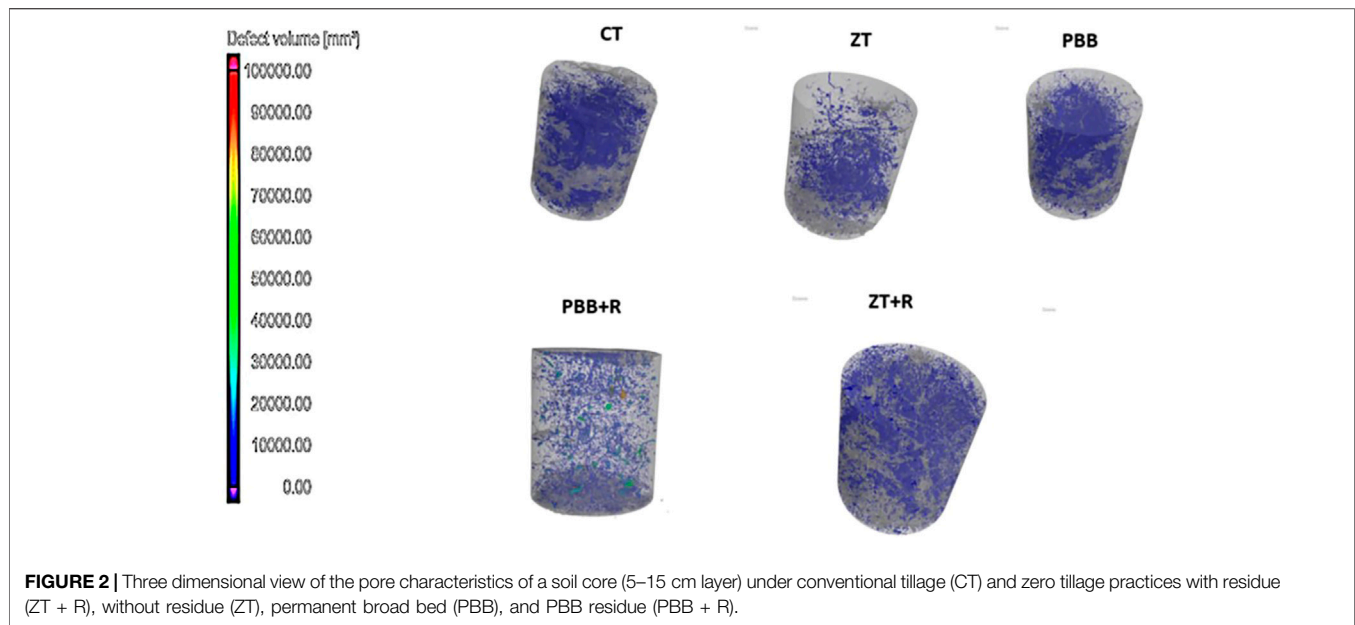 CT
ZT
PBB
Defect volume [mm³]
100000.00
90000.00
80000.00
70000.00
60000.00
50000.00
40000.00
30000.00
20000.00
10000.00
0.00
PBB+R
ZT+R
FIGURE 2 | Three dimensional view of the pore characteristics of a soil core (5–15 cm layer) under conventional tillage (CT) and zero tillage practices with residue
(ZT + R), without residue (ZT), permanent broad bed (PBB), and PBB residue (PBB + R).